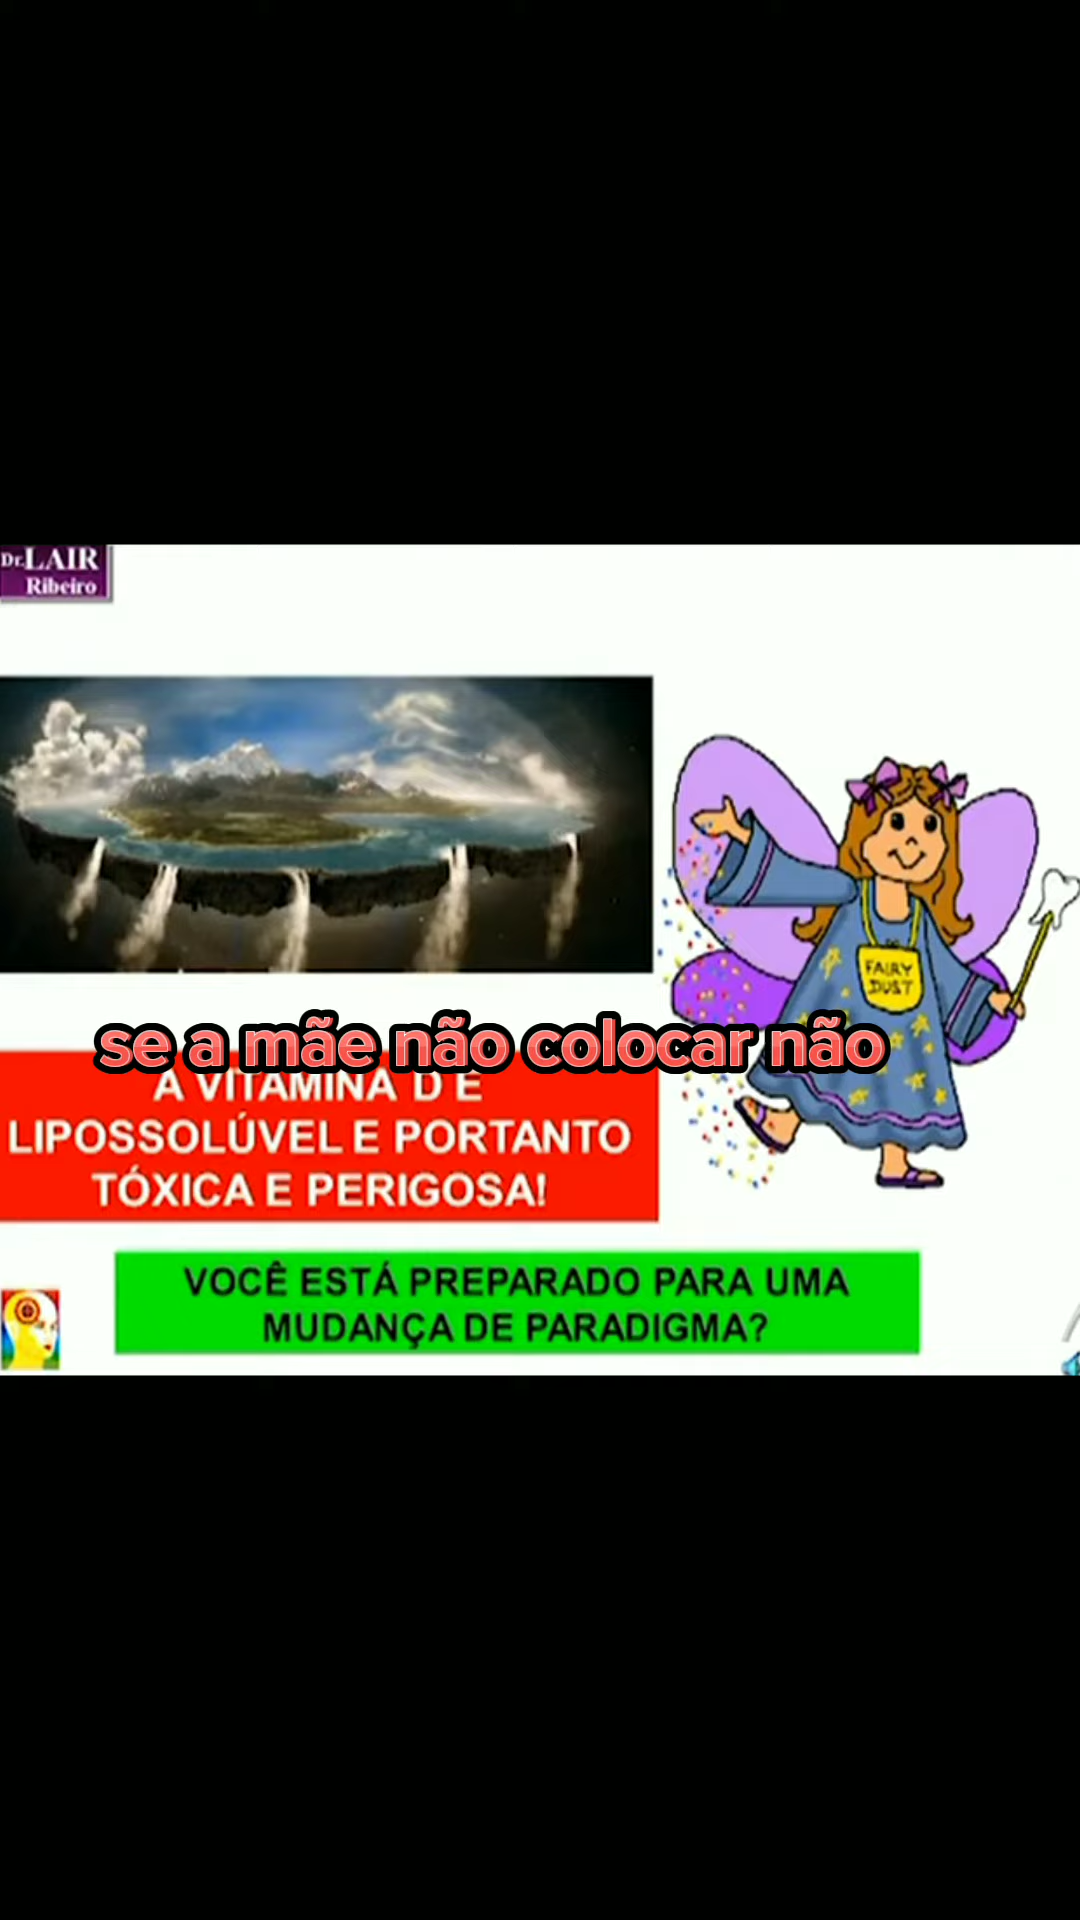 Dr.LAIR
Ribeiro
FAIRY
DUST
se a mãe não colocar não
A VITAMINA D É
LIPOSSOLÚVEL E PORTANTO
TÓXICA E PERIGOSA!
VOCÊ ESTÁ PREPARADO PARA UMA
MUDANÇA DE PARADIGMA?